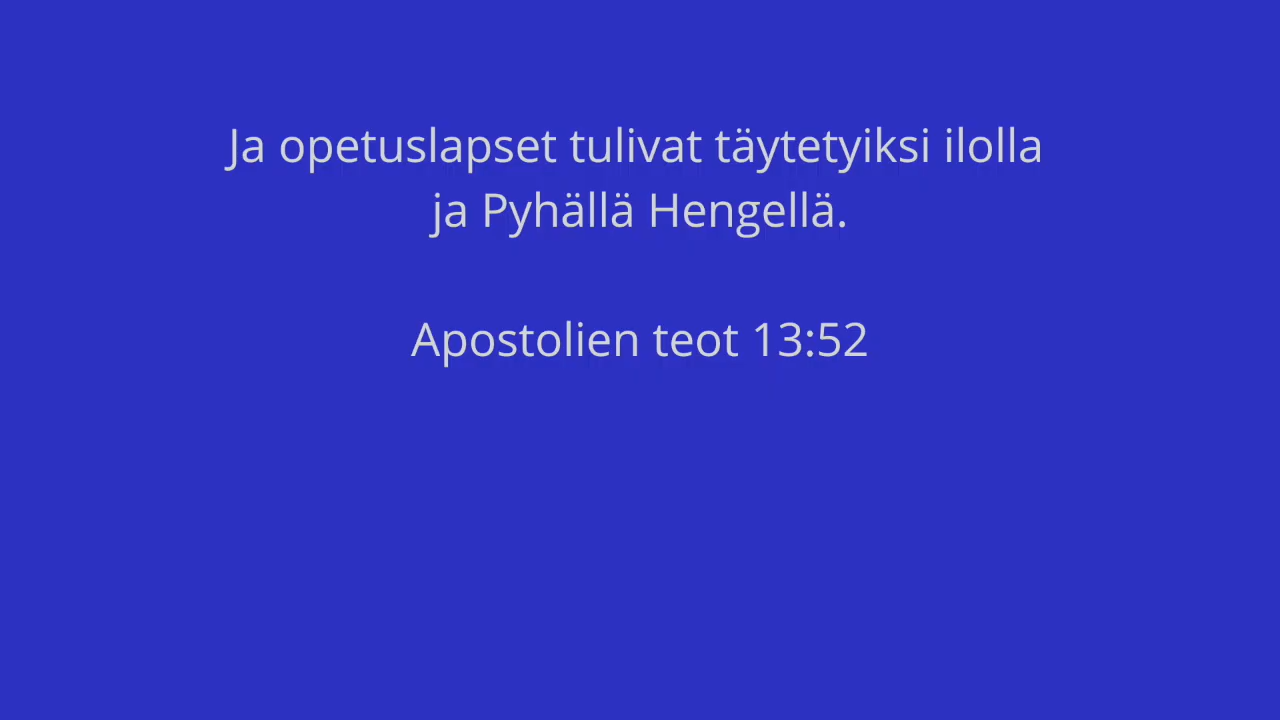 Ja opetuslapset tulivat täytetyiksi ilolla
ja Pyhällä Hengellä.
Apostolien teot 13:52